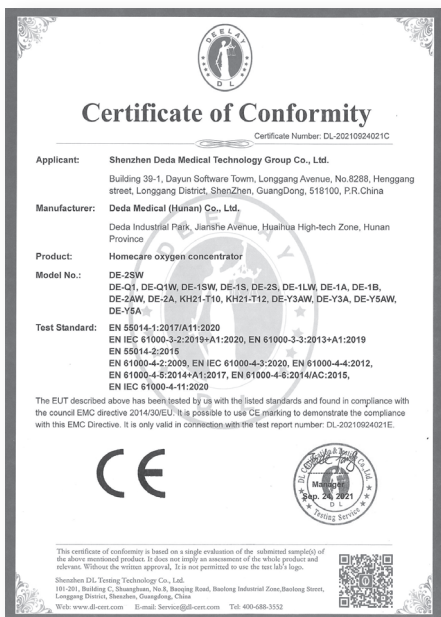 DEELAY
DL
Certificate of Conformity
Certificate Number: DL-20210924021C
Applicant: Shenzhen Deda Medical Technology Group Co., Ltd.
Building 39-1, Dayun Software Towm, Longgang Avenue, No.8288, Henggang
street, Longgang District, ShenZhen, GuangDong, 518100, P.R.China
Manufacturer: Deda Medical (Hunan) Co., Ltd.
Deda Industrial Park, Jianshe Avenue, Huaihua High-tech Zone, Hunan
Province
Product: Homecare oxygen concentrator
Model No.: DE-2SW
DE-Q1, DE-Q1W, DE-1SW, DE-1S, DE-2S, DE-1LW, DE-1A, DE-1B,
DE-2AW, DE-2A, KH21-T10, KH21-T12, DE-Y3AW, DE-Y3A, DE-Y5AW,
DE-Y5A
Test Standard: EN 55014-1:2017/A11:2020
EN IEC 61000-3-2:2019+A1:2020, EN 61000-3-3:2013+A1:2019
EN 55014-2:2015
EN 61000-4-2:2009, EN IEC 61000-4-3:2020, EN 61000-4-4:2012,
EN 61000-4-5:2014+A1:2017, EN 61000-4-6:2014/AC:2015,
EN IEC 61000-4-11:2020
The EUT described above has been tested by us with the listed standards and found in compliance with
the council EMC directive 2014/30/EU. It is possible to use CE marking to demonstrate the compliance
with this EMC Directive. It is only valid in connection with the test report number: DL-20210924021E.
CE
Manager
Sep. 24, 2021
DL
Testing Service
This certificate of conformity is based on a single evaluation of the submitted sample(s) of
the above mentioned product. It does not imply an assessment of the whole product and
relevant. Without the written approval, It is not permitted to use the test lab's logo.
Shenzhen DL Testing Technology Co., Ltd.
101-201, Building C, Shuanghuan, No.8, Baoqing Road, Baolong Industrial Zone,Baolong Street,
Longgang District, Shenzhen, Guangdong, China
Web: www.dl-cert.com E-mail: Service@dl-cert.com Tel: 400-688-3552